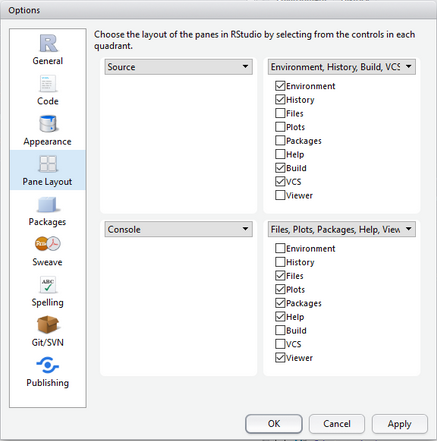 Options
Choose the layout of the panes in RStudio by selecting from the controls in each
quadrant.
General
Code
Appearance
Pane Layout
Packages
Sweave
ABC
Spelling
Git/SVN
Publishing
Source
Environment, History, Build, VCS
Environment
History
Files
Plots
Packages
Help
Build
VCS
Viewer
Console
Files, Plots, Packages, Help, View
Environment
History
Files
Plots
Packages
Help
Build
VCS
Viewer
OK
Cancel
Apply